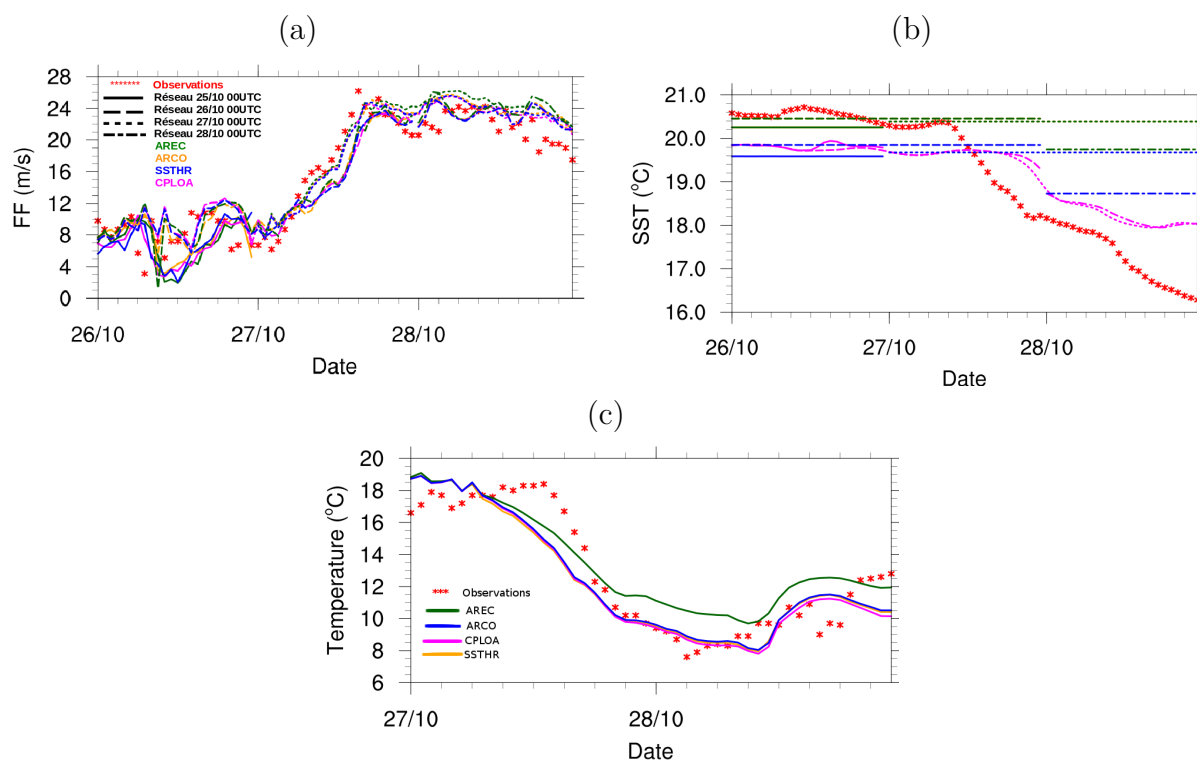 (a)
FF (m/s)
28
24
20
16
12
8
4
0
******* Observations
Réseau 25/10 00UTC
Réseau 26/10 00UTC
Réseau 27/10 00UTC
Réseau 28/10 00UTC
AREC
ARCO
SSTHR
CPLOA
26/10 27/10 28/10
Date
(b)
SST (°C)
21.0
20.0
19.0
18.0
17.0
16.0
26/10 27/10 28/10
Date
(c)
Temperature (°C)
20
18
16
14
12
10
8
6
*** Observations
AREC
ARCO
CPLOA
SSTHR
27/10 28/10
Date